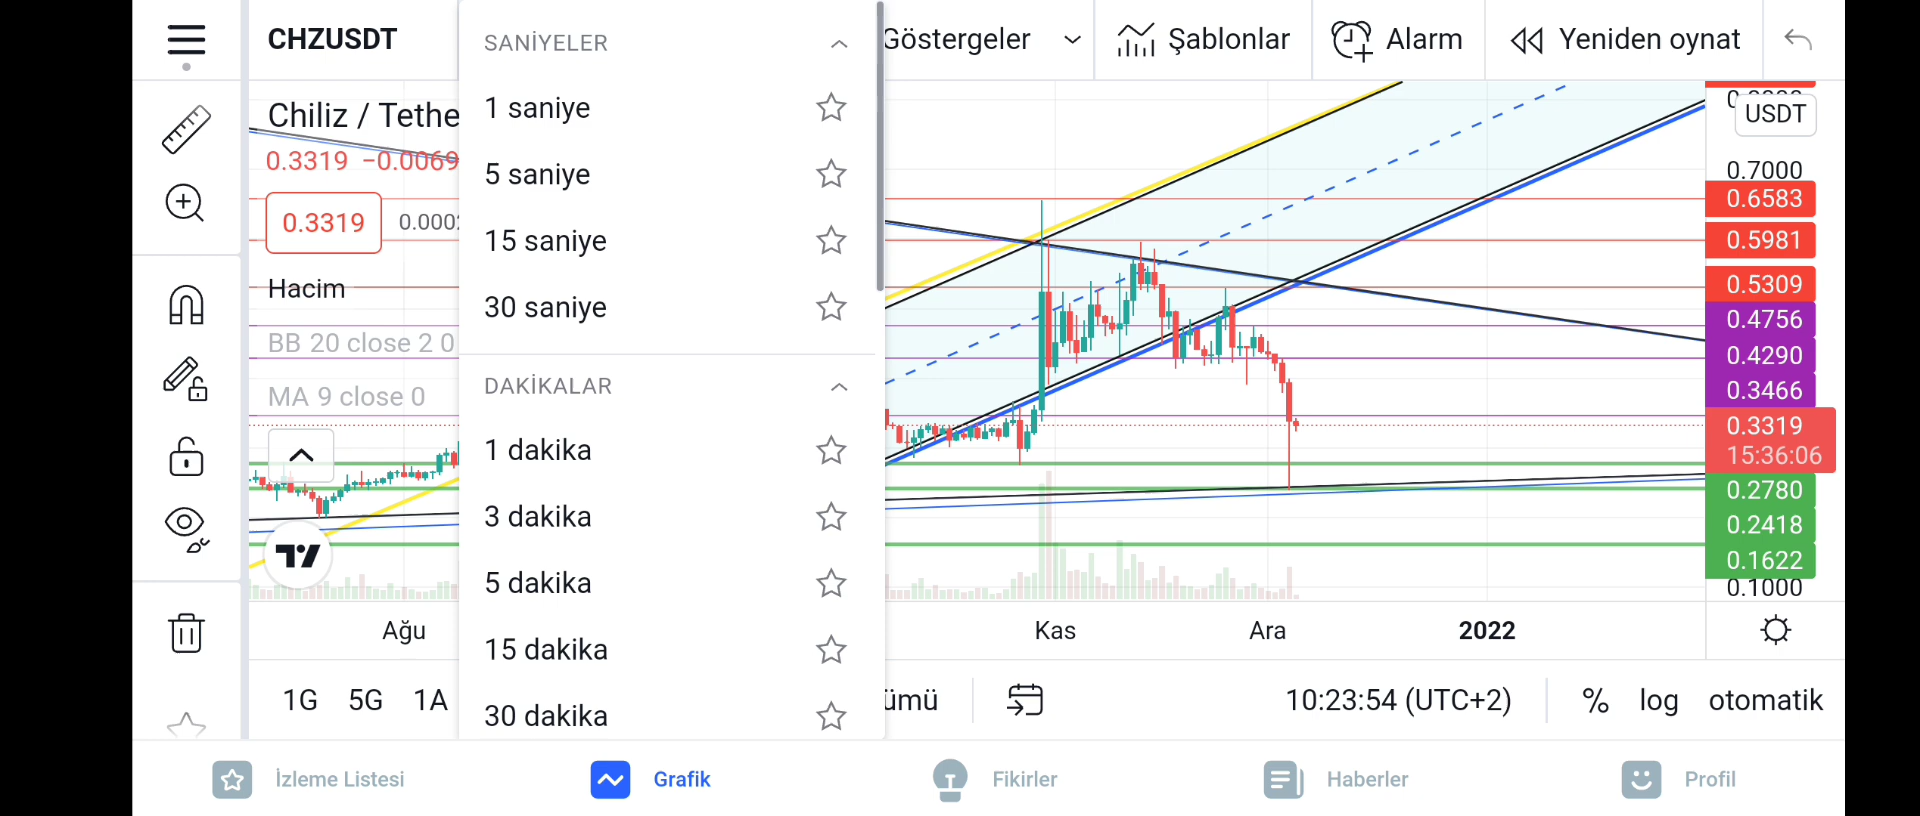 CHZUSDT
Göstergeler
Şablonlar
Alarm
Yeniden oynat
Chiliz / Tethe
0.3319 −0.0069
0.3319
0.000
Hacim
BB 20 close 2 0
MA 9 close 0
SANİYELER
1 saniye
5 saniye
15 saniye
30 saniye
DAKİKALAR
1 dakika
3 dakika
5 dakika
15 dakika
30 dakika
USDT
0.7000
0.6583
0.5981
0.5309
0.4756
0.4290
0.3466
0.3319
15:36:06
0.2780
0.2418
0.1622
0.1000
Ağu
Kas
Ara
2022
1G 5G 1A
ümü
10:23:54 (UTC+2)
% log otomatik
İzleme Listesi
Grafik
Fikirler
Haberler
Profil